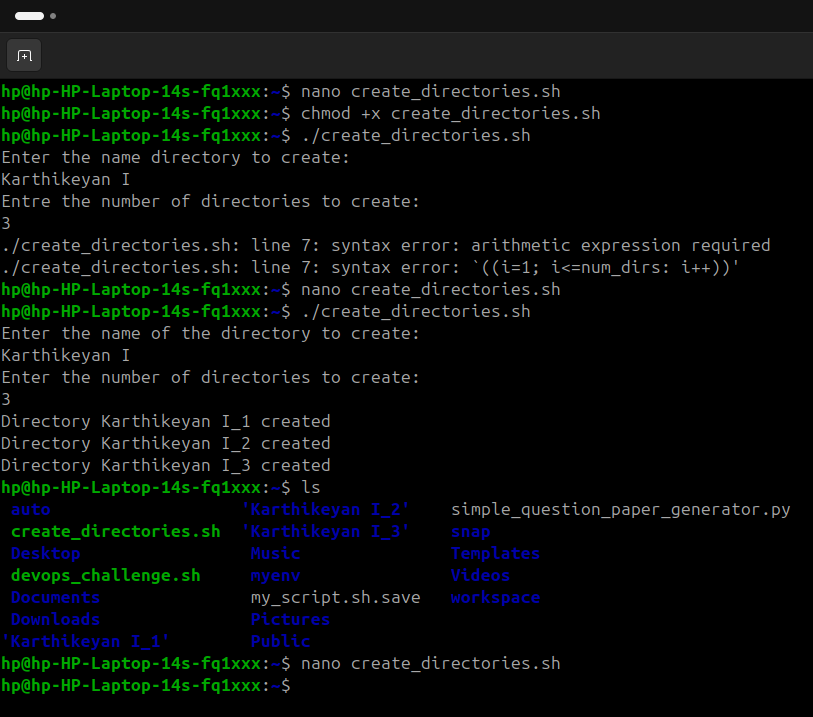 hp@hp-HP-Laptop-14s-fq1xxx:~$ nano create_directories.sh
hp@hp-HP-Laptop-14s-fq1xxx:~$ chmod +x create_directories.sh
hp@hp-HP-Laptop-14s-fq1xxx:~$ ./create_directories.sh
Enter the name directory to create:
Karthikeyan I
Entre the number of directories to create:
3
./create_directories.sh: line 7: syntax error: arithmetic expression required
./create_directories.sh: line 7: syntax error: `((i=1; i<=num_dirs: i++))'
hp@hp-HP-Laptop-14s-fq1xxx:~$ nano create_directories.sh
hp@hp-HP-Laptop-14s-fq1xxx:~$ ./create_directories.sh
Enter the name of the directory to create:
Karthikeyan I
Enter the number of directories to create:
3
Directory Karthikeyan I_1 created
Directory Karthikeyan I_2 created
Directory Karthikeyan I_3 created
hp@hp-HP-Laptop-14s-fq1xxx:~$ ls
auto 'Karthikeyan I_2' simple_question_paper_generator.py
create_directories.sh 'Karthikeyan I_3' snap
Desktop Music Templates
devops_challenge.sh myenv Videos
Documents my_script.sh.save workspace
Downloads Pictures
'Karthikeyan I_1' Public
hp@hp-HP-Laptop-14s-fq1xxx:~$ nano create_directories.sh
hp@hp-HP-Laptop-14s-fq1xxx:~$